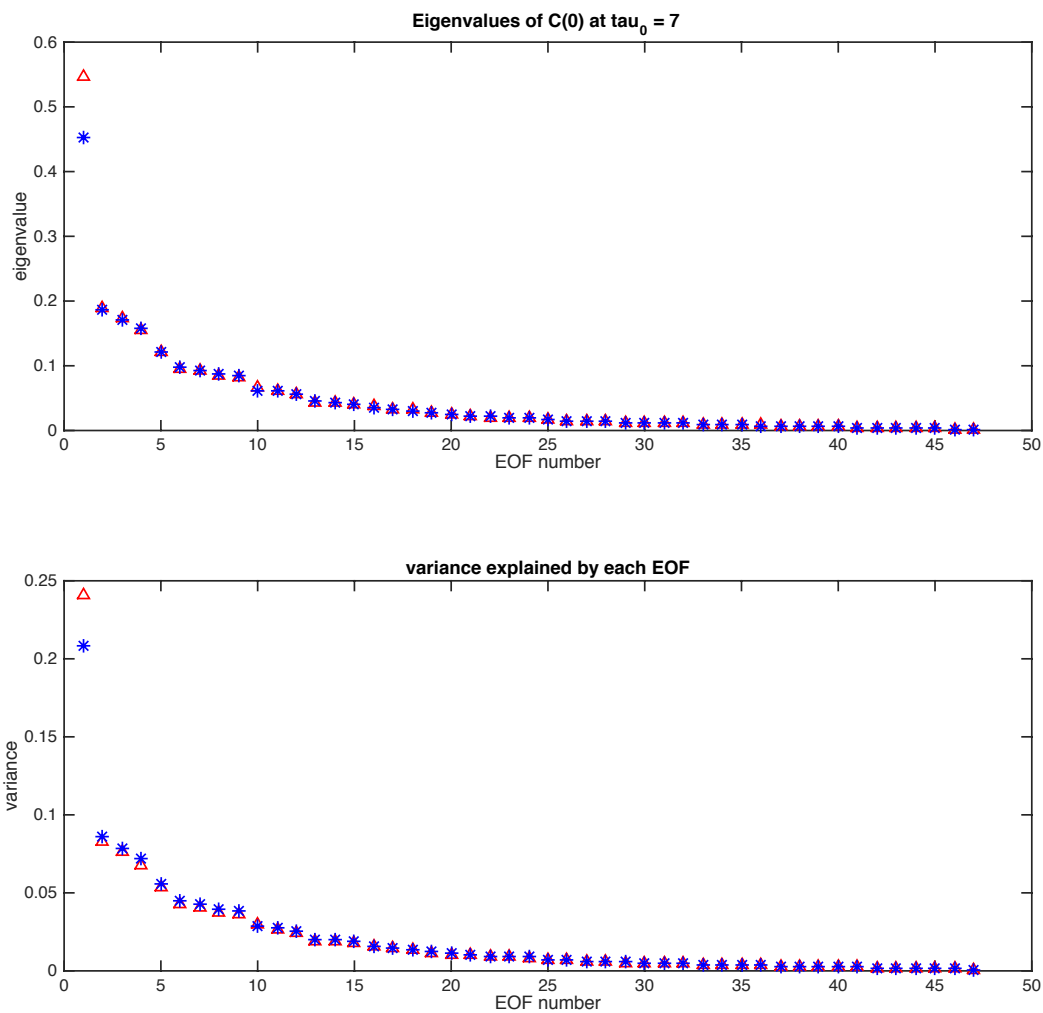 Eigenvalues of C(0) at tau0 = 7
0.6
0.5
0.4
0.3
0.2
0.1
0
eigenvalue
0 5 10 15 20 25 30 35 40 45 50
EOF number
variance explained by each EOF
0.25
0.2
0.15
0.1
0.05
0
variance
0 5 10 15 20 25 30 35 40 45 50
EOF number